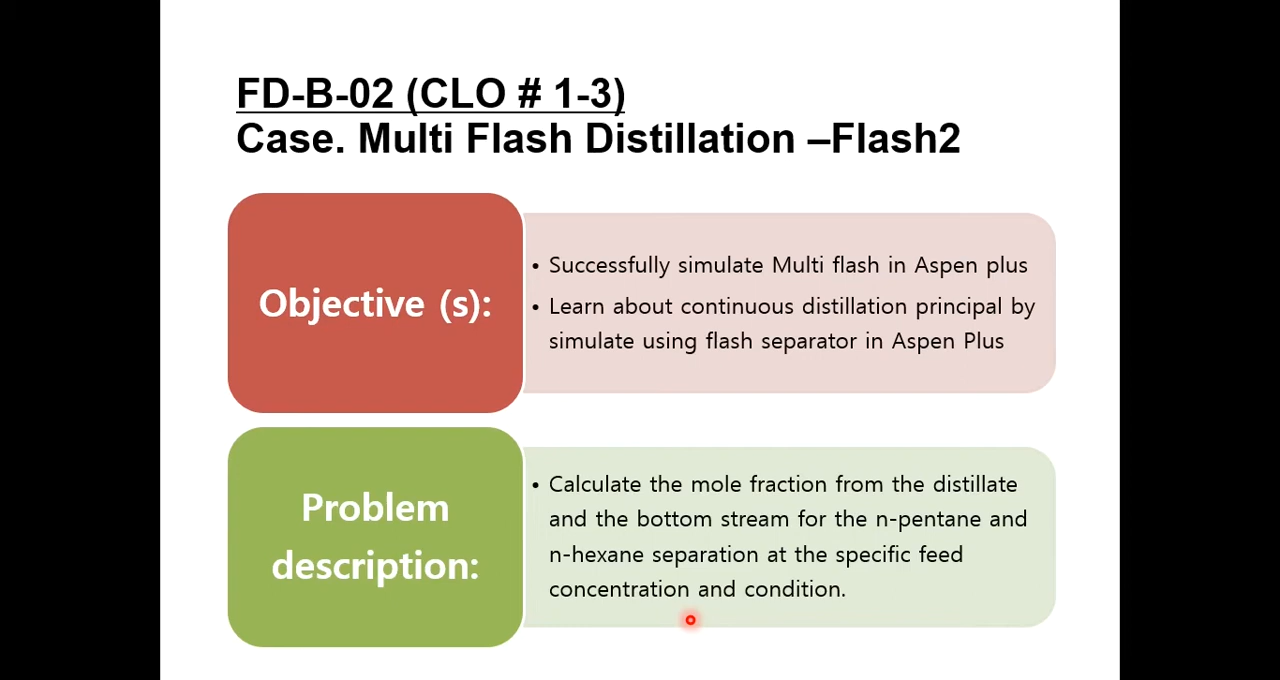 FD-B-02 (CLO # 1-3)
Case. Multi Flash Distillation –Flash2
Objective (s):
• Successfully simulate Multi flash in Aspen plus
• Learn about continuous distillation principal by
simulate using flash separator in Aspen Plus
Problem
description:
• Calculate the mole fraction from the distillate
and the bottom stream for the n-pentane and
n-hexane separation at the specific feed
concentration and condition.